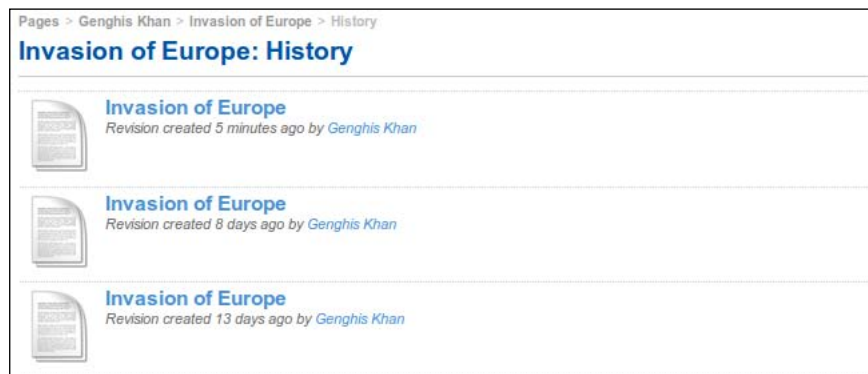 Pages > Genghis Khan > Invasion of Europe > History
Invasion of Europe: History
Invasion of Europe
Revision created 5 minutes ago by Genghis Khan
Invasion of Europe
Revision created 8 days ago by Genghis Khan
Invasion of Europe
Revision created 13 days ago by Genghis Khan